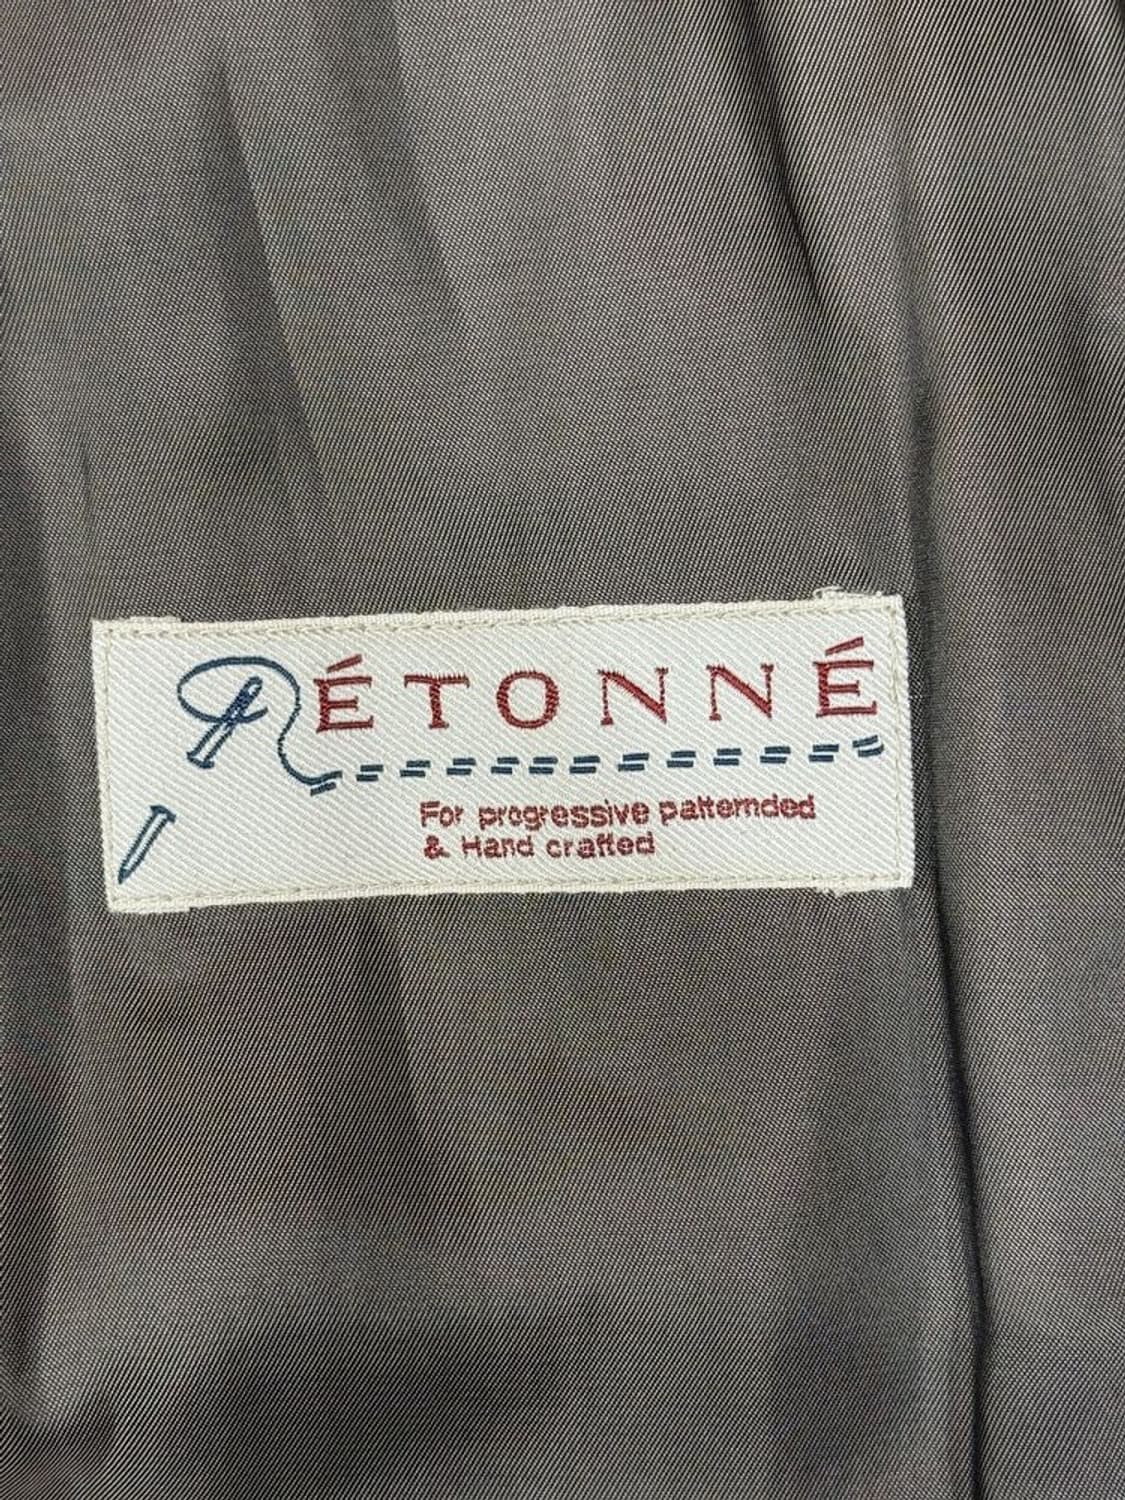 RÉTONNÉ
For progressive patternded
& Hand crafted